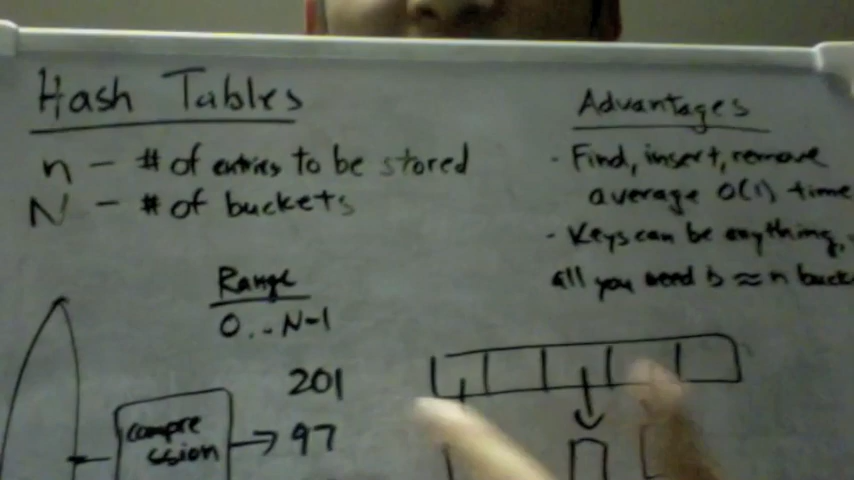 Hash Tables
n - # of entries to be stored
N - # of buckets
Range
0..N-1
201
compre
ssion
97
Advantages
· Find, insert, remove
average O(1) time
- Keys can be anything,
all you need is ≈ n buck